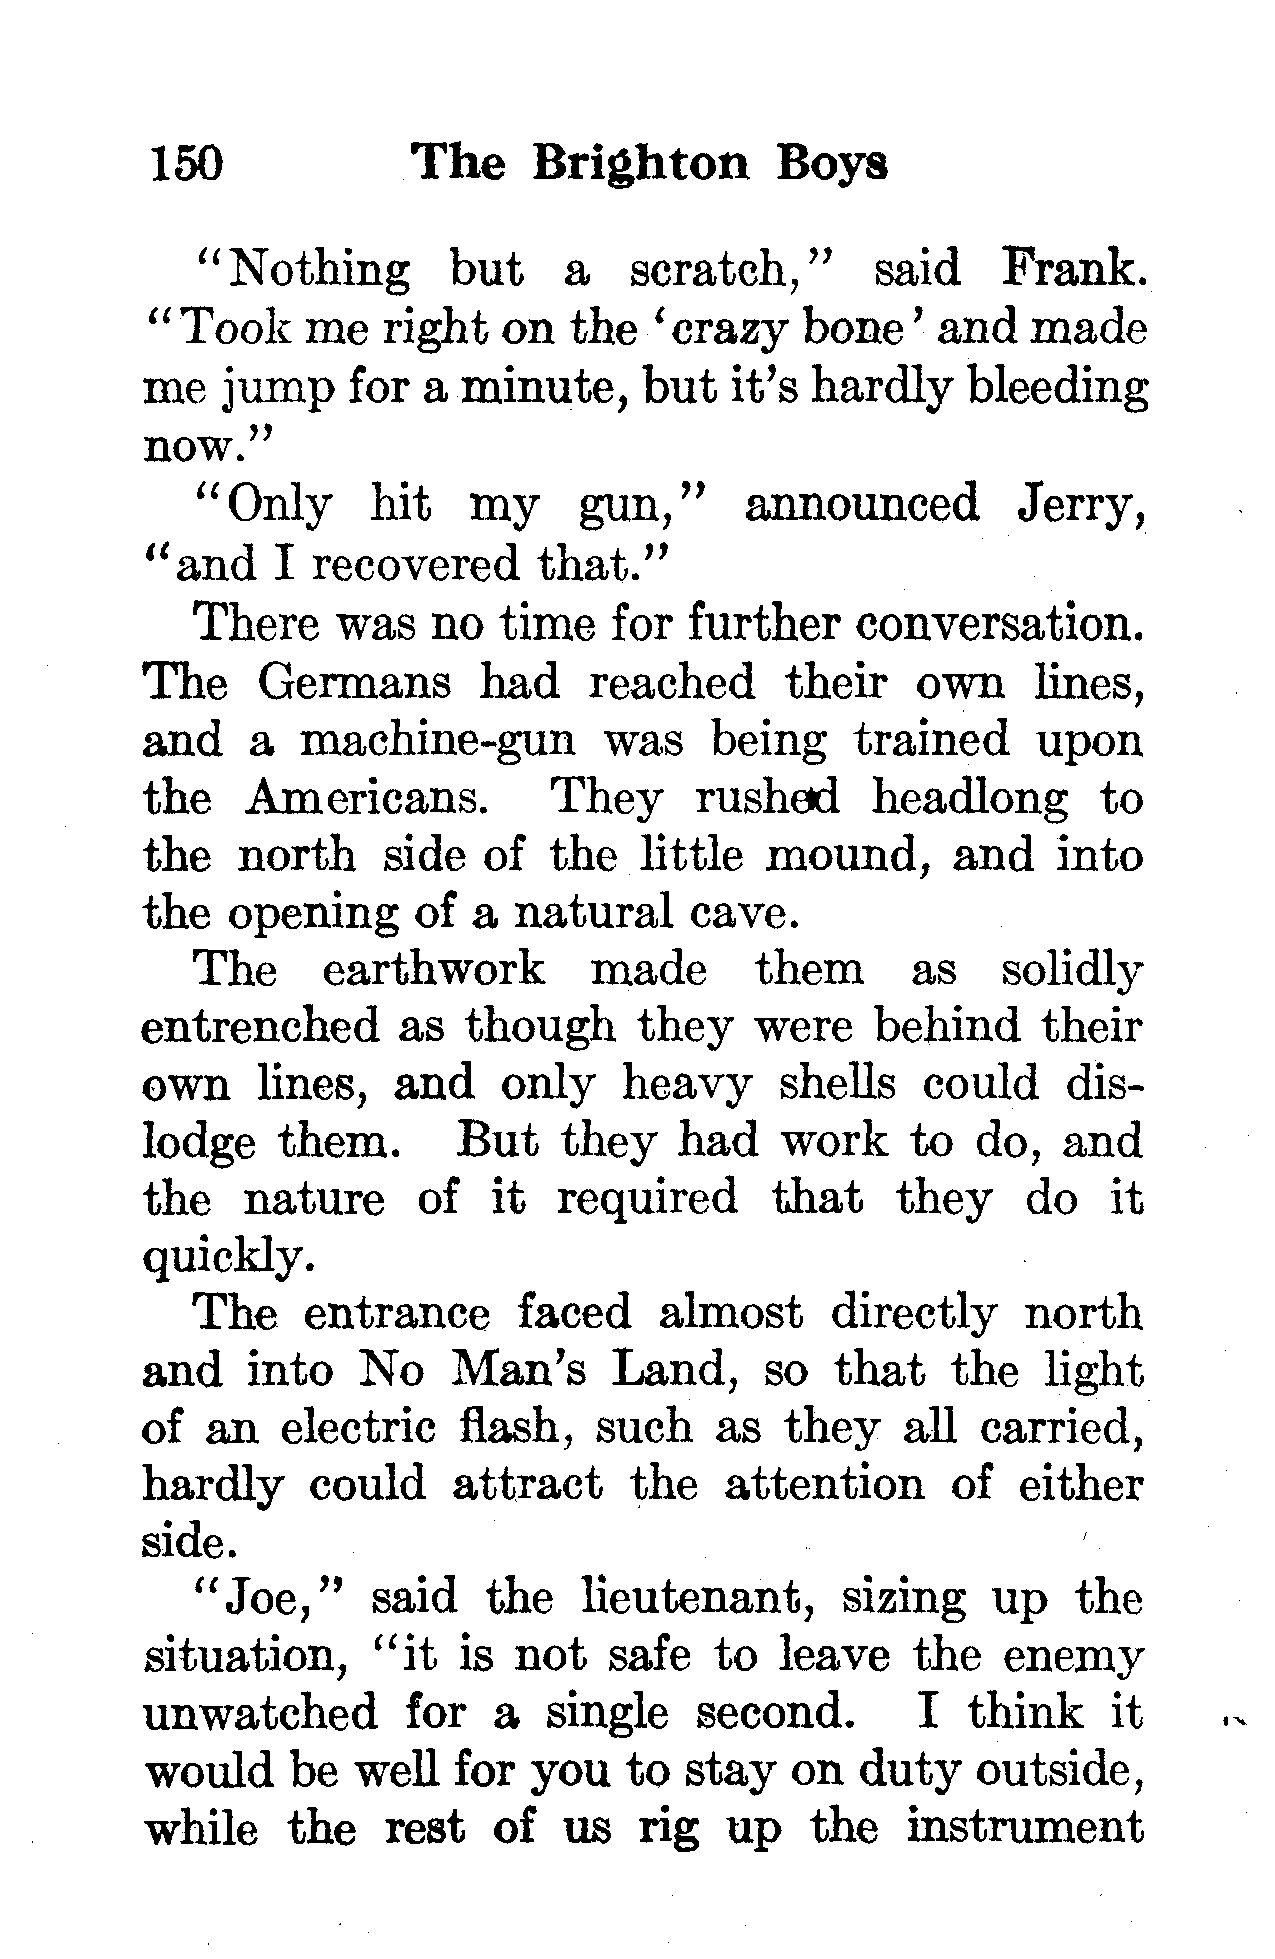 150 The Brighton Boys
"Nothing but a scratch," said Frank.
"Took me right on the 'crazy bone' and made
me jump for a minute, but it's hardly bleeding
now."
"Only hit my gun," announced Jerry,
"and I recovered that."
There was no time for further conversation.
The Germans had reached their own lines,
and a machine-gun was being trained upon
the Americans. They rushed headlong to
the north side of the little mound, and into
the opening of a natural cave.
The earthwork made them as solidly
entrenched as though they were behind their
own lines, and only heavy shells could dis-
lodge them. But they had work to do, and
the nature of it required that they do it
quickly.
The entrance faced almost directly north
and into No Man's Land, so that the light
of an electric flash, such as they all carried,
hardly could attract the attention of either
side.
"Joe," said the lieutenant, sizing up the
situation, "it is not safe to leave the enemy
unwatched for a single second. I think it
would be well for you to stay on duty outside,
while the rest of us rig up the instrument